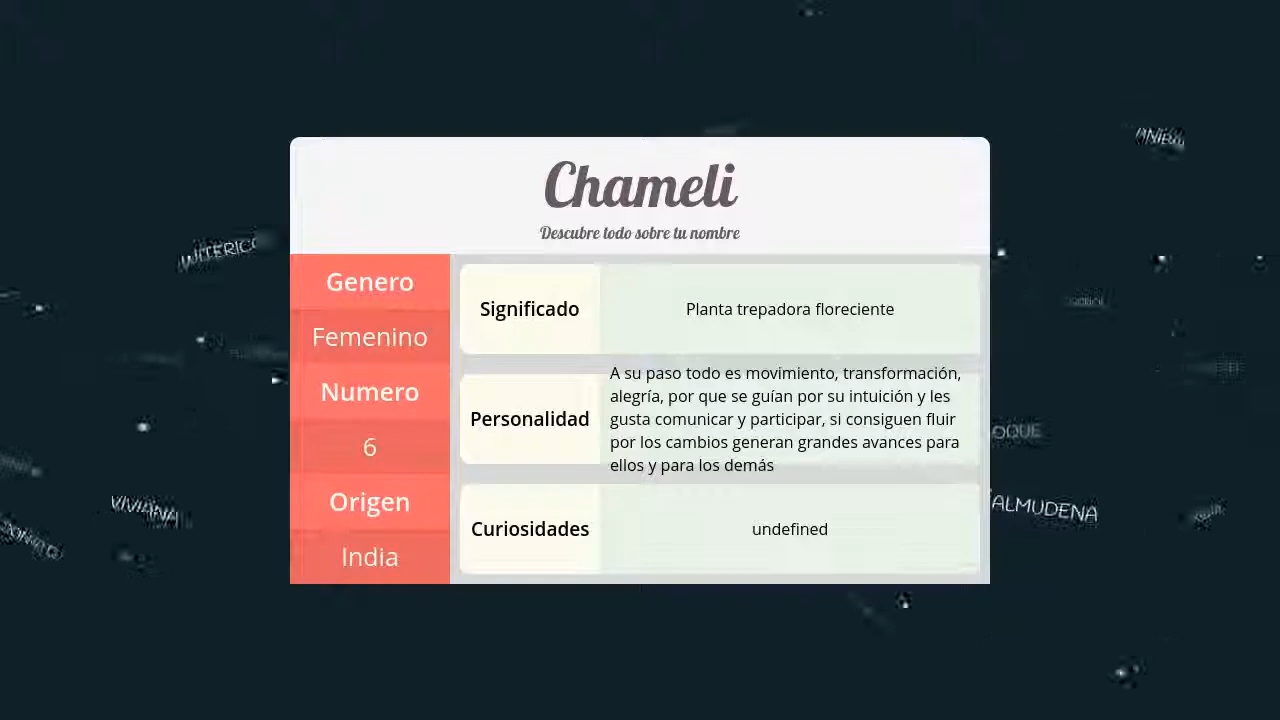 Chameli
Descubre todo sobre tu nombre
Genero
Femenino
Numero
6
Origen
India
Significado
Planta trepadora floreciente
Personalidad
A su paso todo es movimiento, transformación,
alegría, por que se guían por su intuición y les
gusta comunicar y participar, si consiguen fluir
por los cambios generan grandes avances para
ellos y para los demás
Curiosidades
undefined
VIVIANA
ALMUDENA